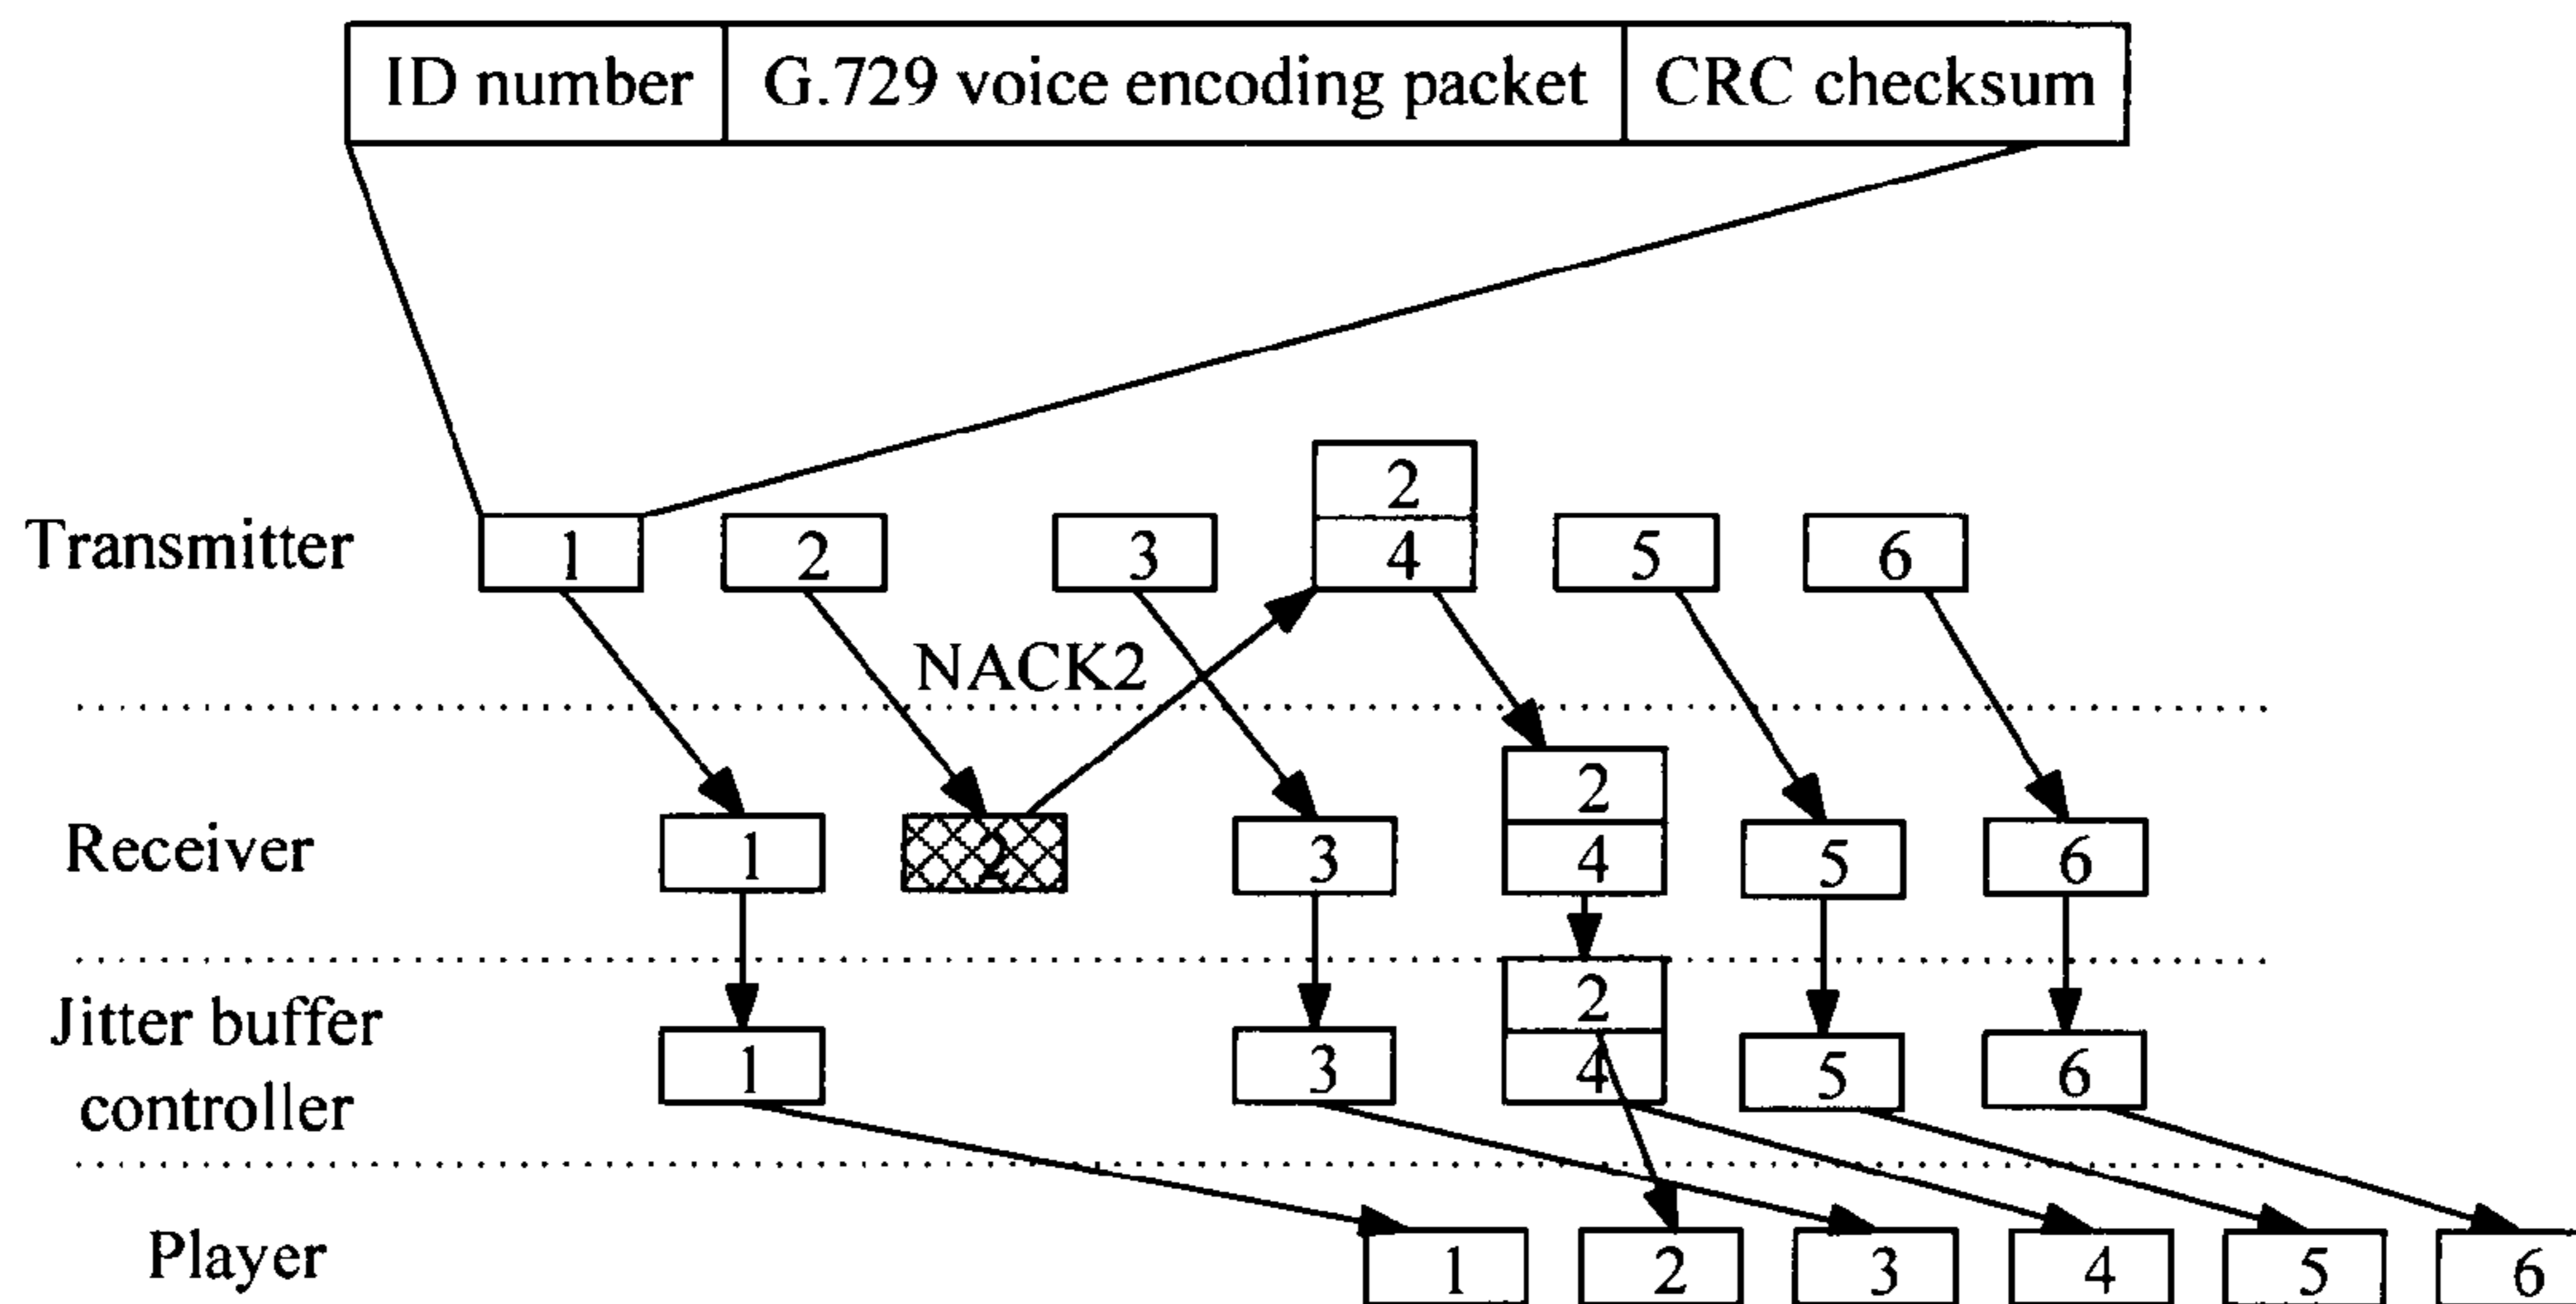 ID number G.729 voice encoding packet CRC checksum
2
Transmitter 1 2 3 4 5 6
NACK2
2
Receiver 1 2 3 4 5 6
2
Jitter buffer
controller 1 3 4 5 6
Player 1 2 3 4 5 6